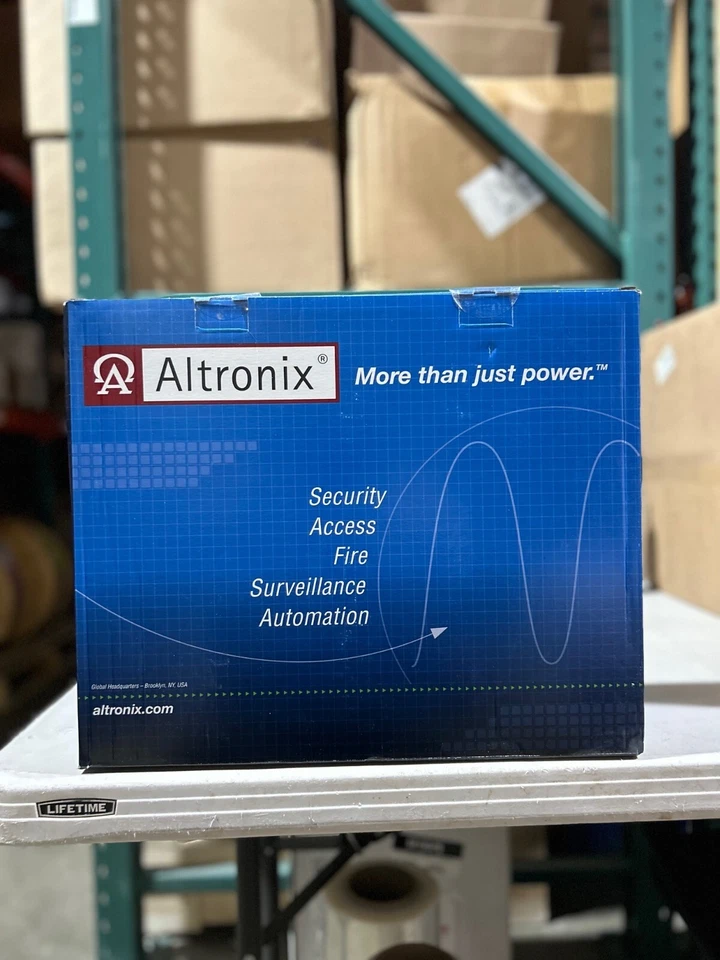 Altronix®
More than just power.™
Security
Access
Fire
Surveillance
Automation
Global Headquarters – Brooklyn, NY, USA
altronix.com
LIFETIME